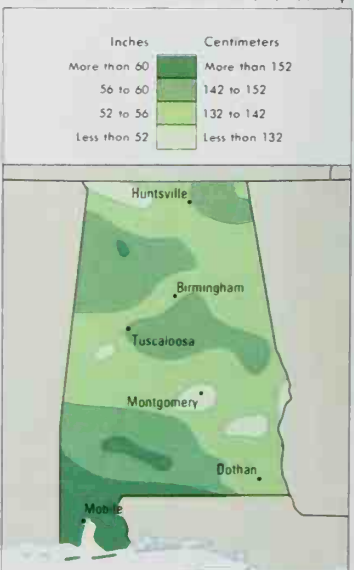 Inches Centimeters
More than 60 More than 152
56 to 60 142 to 152
52 to 56 132 to 142
Less than 52 Less than 132
Huntsville
Birmingham
Tuscaloosa
Montgomery
Dothan
Mobile